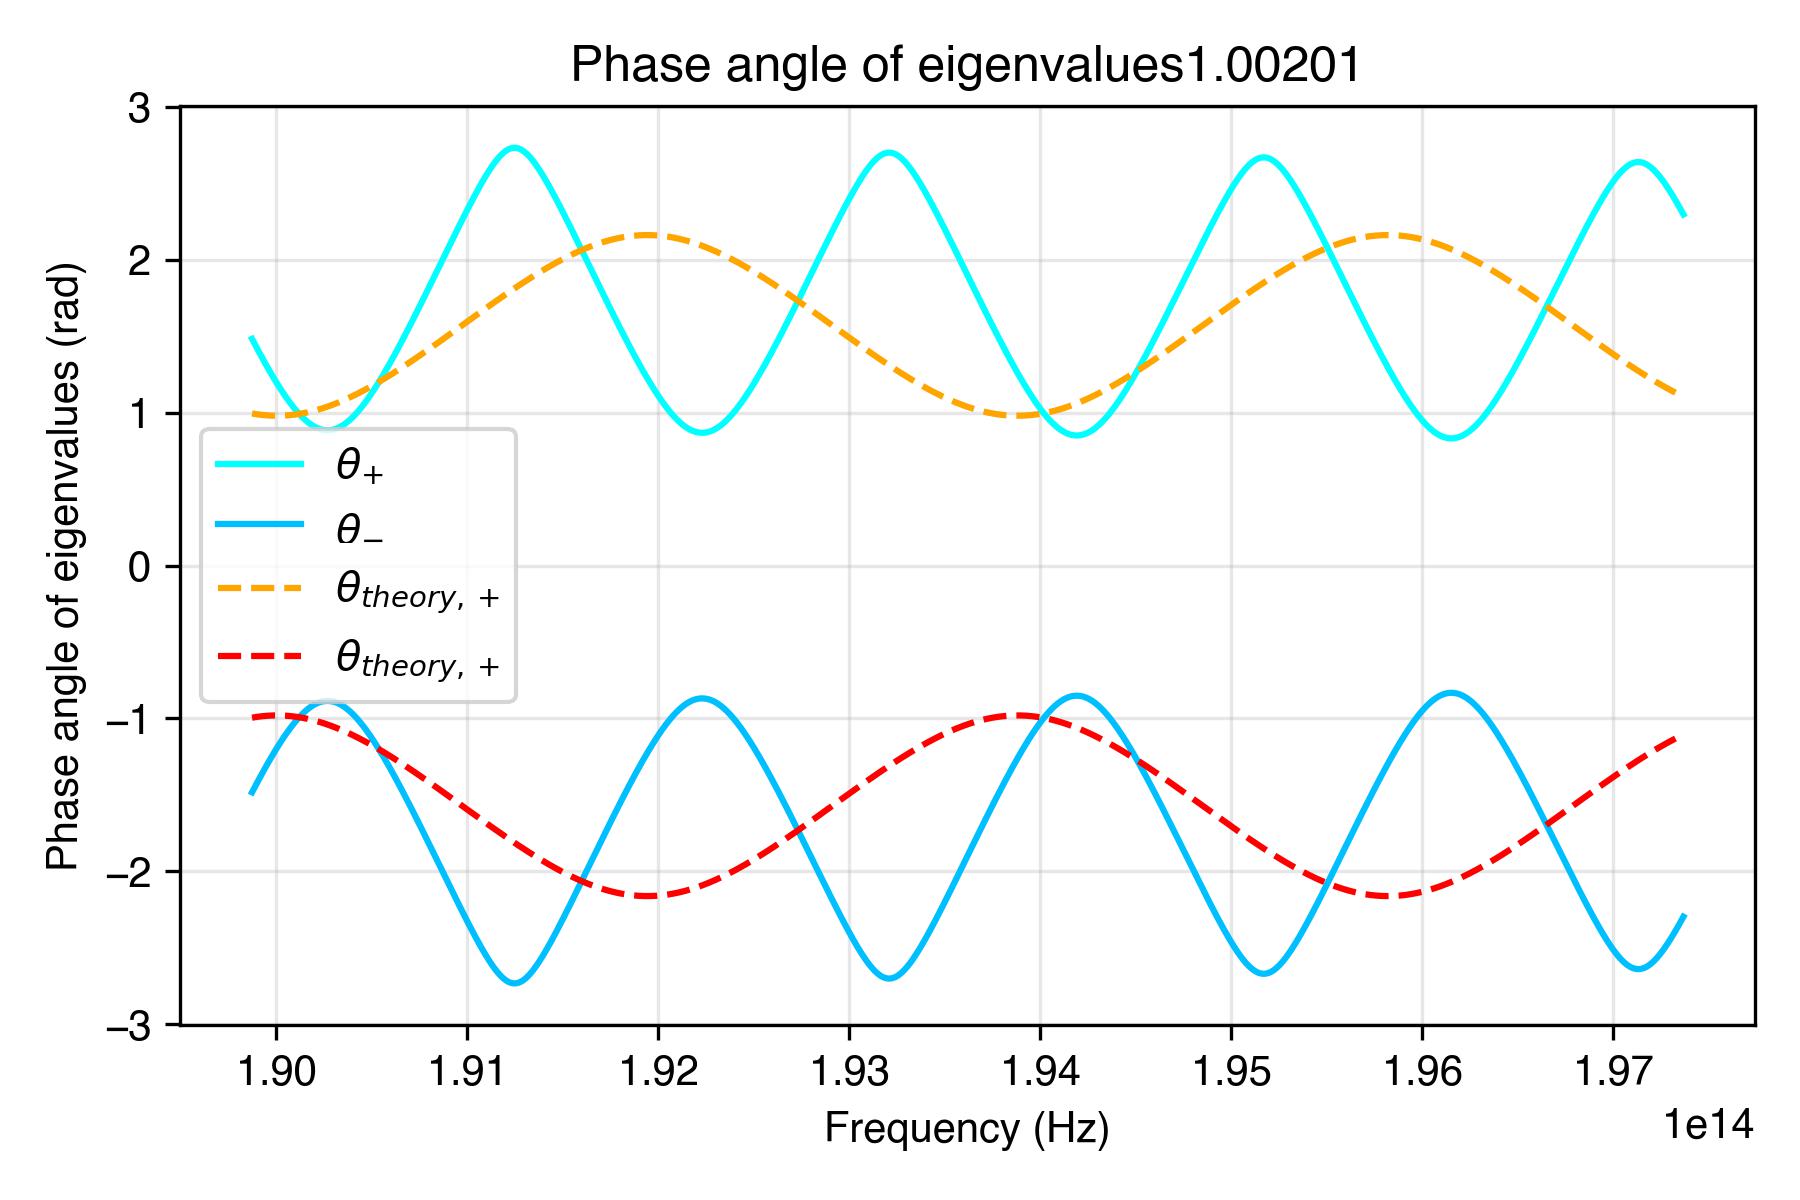 Phase angle of eigenvalues1.00201
Phase angle of eigenvalues (rad)
3
2
1
0
−1
−2
−3
θ₊
θ₋
θtheory, +
θtheory, +
1.90 1.91 1.92 1.93 1.94 1.95 1.96 1.97
1e14
Frequency (Hz)